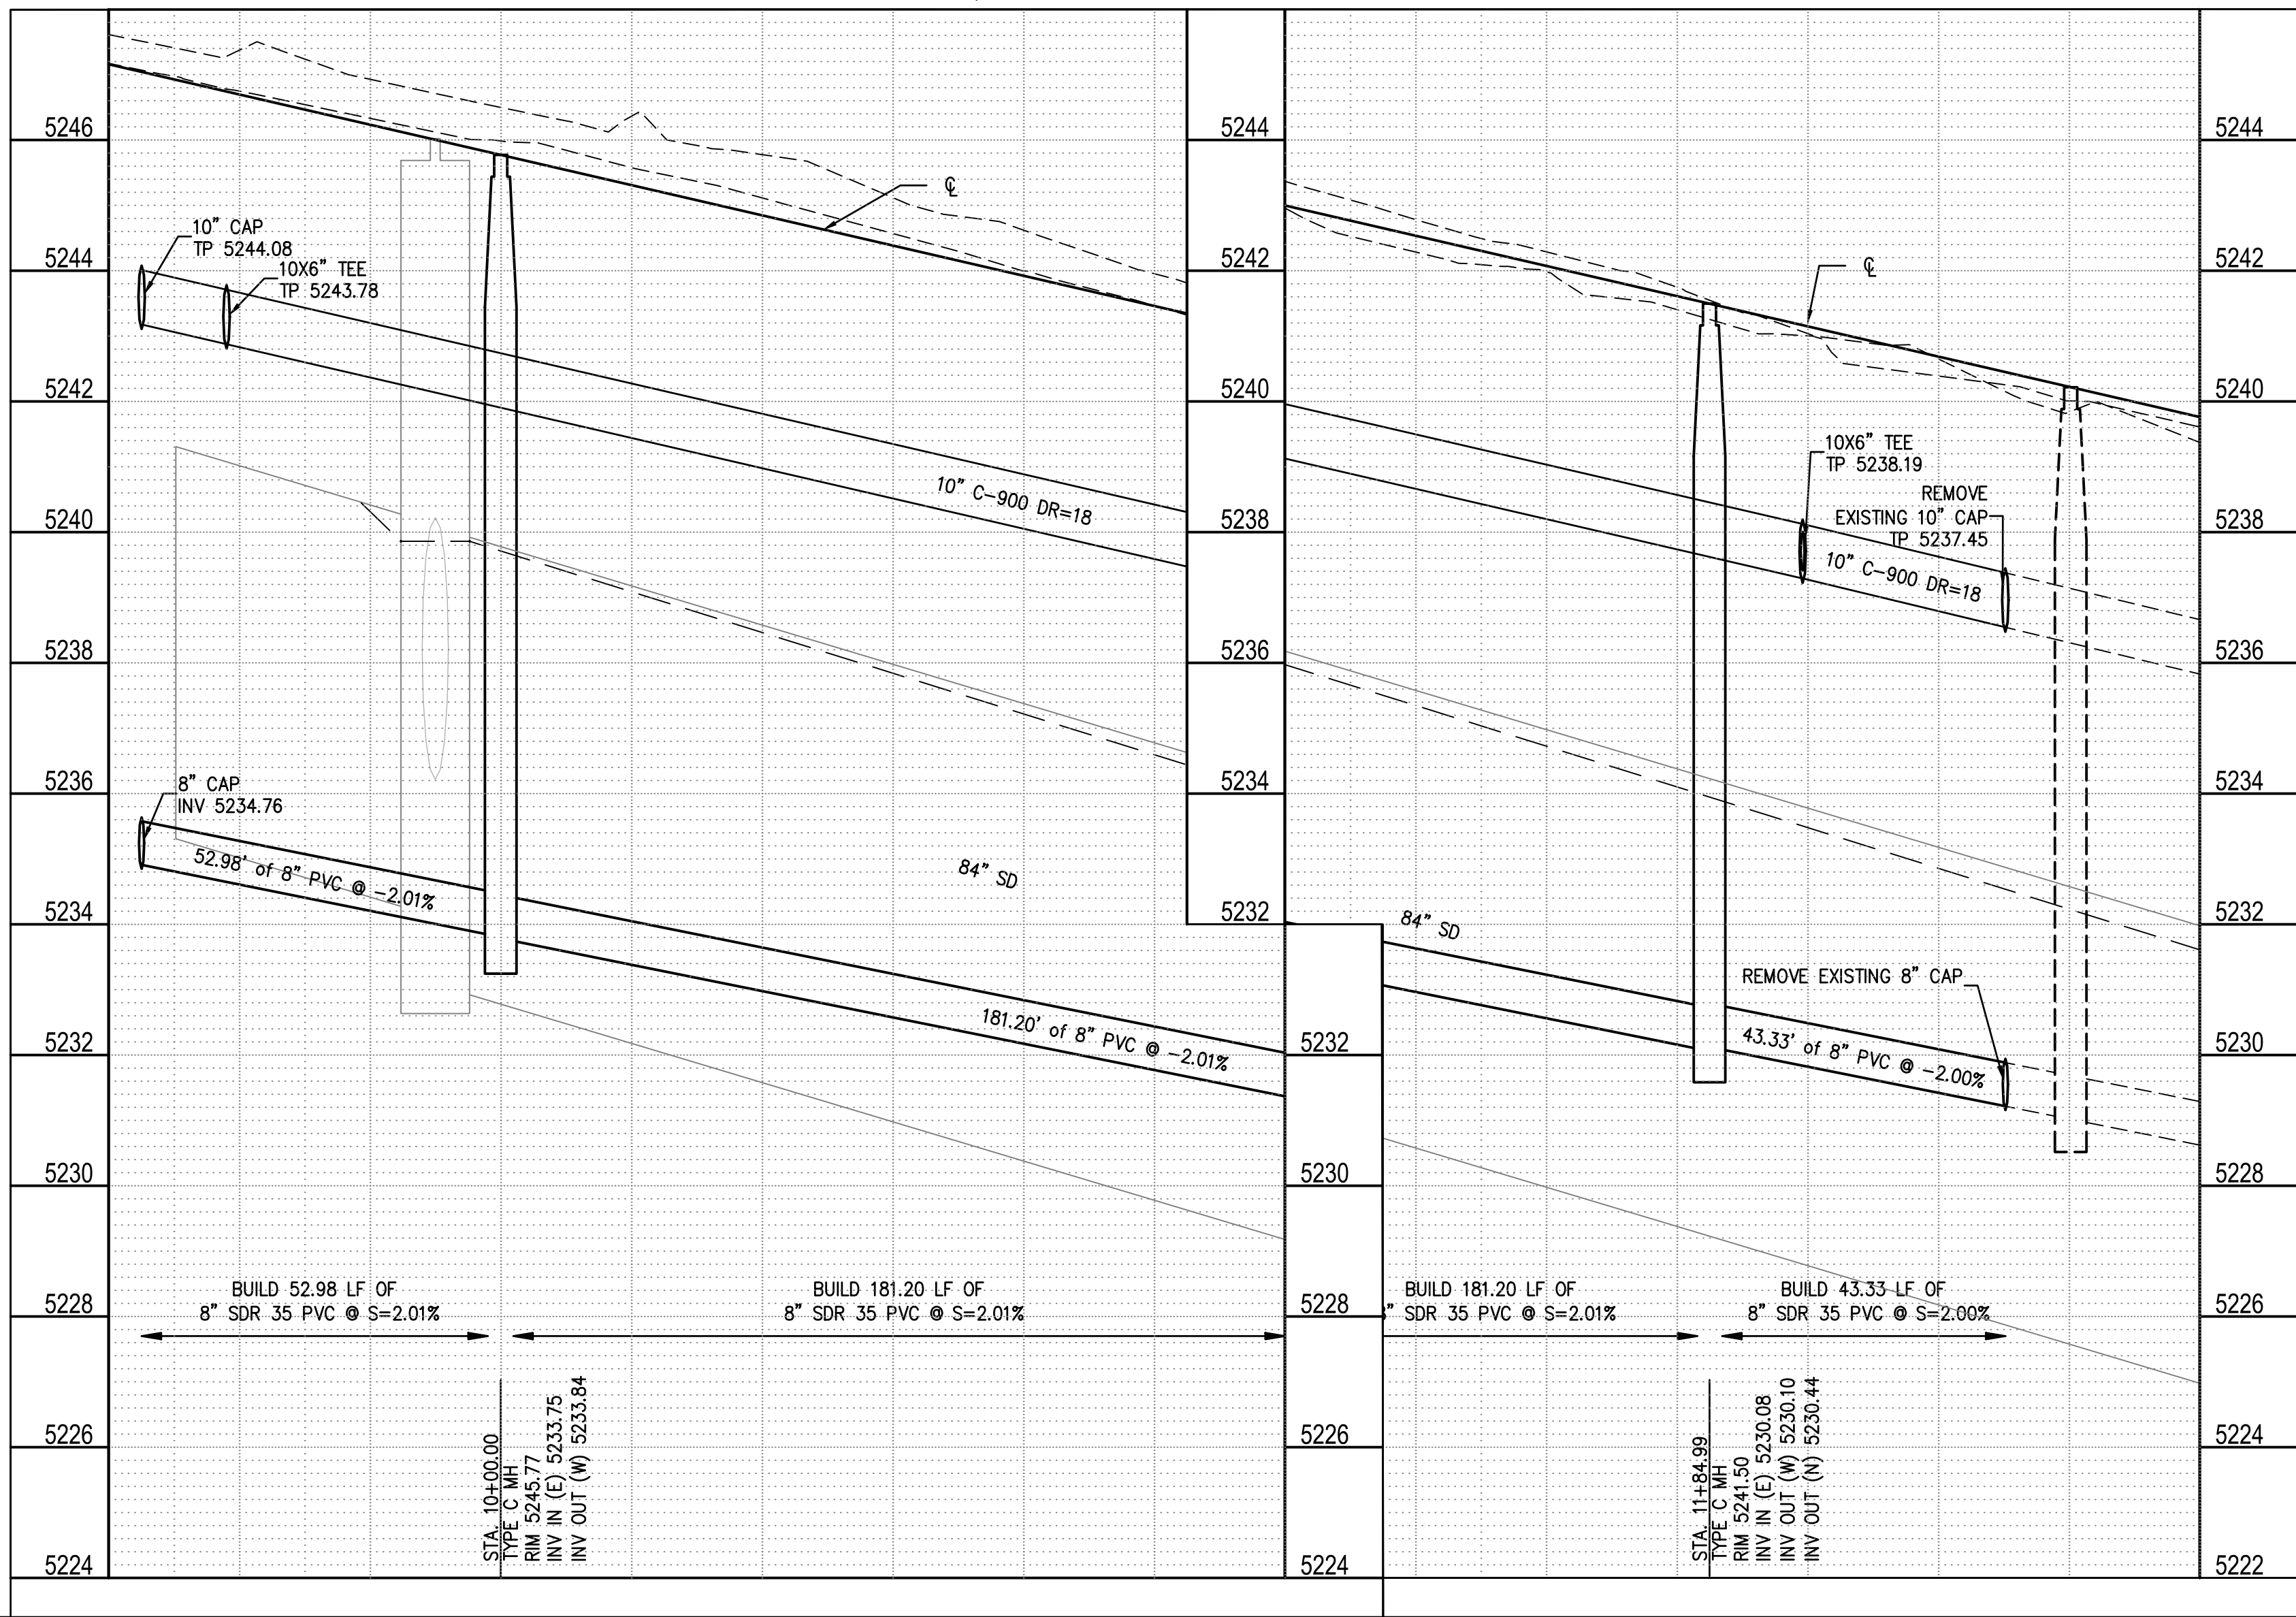 5246
5244
5242
5240
5238
5236
5234
5232
5230
5228
5226
5224
10” CAP
TP 5244.08
10X6” TEE
TP 5243.78
℄
10” C-900 DR=18
8” CAP
INV 5234.76
52.98' of 8” PVC @ -2.01%
84” SD
181.20' of 8” PVC @ -2.01%
BUILD 52.98 LF OF
8” SDR 35 PVC @ S=2.01%
BUILD 181.20 LF OF
8” SDR 35 PVC @ S=2.01%
STA. 10+00.00
TYPE C MH
RIM 5245.77
INV IN (E) 5233.75
INV OUT (W) 5233.84
5244
5242
5240
5238
5236
5234
5232
5232
5230
5228
5226
5224
℄
10X6” TEE
TP 5238.19
REMOVE
EXISTING 10” CAP
TP 5237.45
10” C-900 DR=18
84” SD
REMOVE EXISTING 8” CAP
43.33' of 8” PVC @ -2.00%
BUILD 181.20 LF OF
” SDR 35 PVC @ S=2.01%
BUILD 43.33 LF OF
8” SDR 35 PVC @ S=2.00%
STA. 11+84.99
TYPE C MH
RIM 5241.50
INV IN (E) 5230.08
INV OUT (W) 5230.10
INV OUT (N) 5230.44
5244
5242
5240
5238
5236
5234
5232
5230
5228
5226
5224
5222